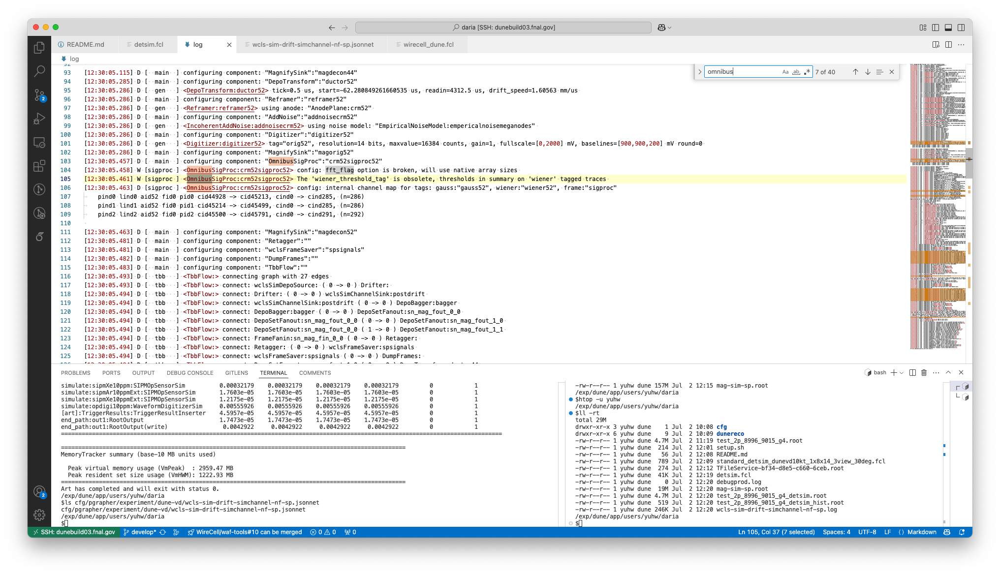 daria [SSH: dunebuild03.fnal.gov]
README.md
detsim.fcl
log
wcls-sim-drift-simchannel-nf-sp.jsonnet
wirecell_dune.fcl
log
omnibus
Aa
ab
.*
7 of 40
92
93 [12:30:05.115] D [ main ] configuring component: "MagnifySink":"magdecon44"
94 [12:30:05.285] D [ main ] configuring component: "DepoTransform":"ductor52"
95 [12:30:05.286] D [ gen ] <DepoTransform:ductor52> tick=0.5 us, start=-62.280849261660535 us, readin=4312.5 us, drift_speed=1.60563 mm/us
96 [12:30:05.286] D [ main ] configuring component: "Reframer":"reframer52"
97 [12:30:05.286] D [ gen ] <Reframer:reframer52> using anode: "AnodePlane:crm52"
98 [12:30:05.286] D [ main ] configuring component: "AddNoise":"addnoisecrm52"
99 [12:30:05.286] D [ gen ] <IncoherentAddNoise:addnoisecrm52> using noise model: "EmpiricalNoiseModel:empericalnoisemeganodes"
100 [12:30:05.286] D [ main ] configuring component: "Digitizer":"digitizer52"
101 [12:30:05.286] D [ gen ] <Digitizer:digitizer52> tag="orig52", resolution=14 bits, maxvalue=16384 counts, gain=1, fullscale=[0,2000] mV, baselines=[900,900,200] mV round=0
102 [12:30:05.286] D [ main ] configuring component: "MagnifySink":"magorig52"
103 [12:30:05.457] D [ main ] configuring component: "OmnibusSigProc":"crm52sigproc52"
104 [12:30:05.458] W [sigproc ] <OmnibusSigProc:crm52sigproc52> config: fft_flag option is broken, will use native array sizes
105 [12:30:05.461] W [sigproc ] <OmnibusSigProc:crm52sigproc52> The 'wiener_threshold_tag' is obsolete, thresholds in summary on 'wiener' tagged traces
106 [12:30:05.463] D [sigproc ] <OmnibusSigProc:crm52sigproc52> config: internal channel map for tags: gauss:"gauss52", wiener:"wiener52", frame:"sigproc"
107 pind0 lind0 aid52 fid0 pid0 cid44928 -> cid45213, cind0 -> cind285, (n=286)
108 pind1 lind1 aid52 fid0 pid1 cid45214 -> cid45499, cind0 -> cind285, (n=286)
109 pind2 lind2 aid52 fid0 pid2 cid45500 -> cid45791, cind0 -> cind291, (n=292)
110
111 [12:30:05.463] D [ main ] configuring component: "MagnifySink":"magdecon52"
112 [12:30:05.481] D [ main ] configuring component: "Retagger":""
113 [12:30:05.481] D [ main ] configuring component: "wclsFrameSaver":"spsignals"
114 [12:30:05.482] D [ main ] configuring component: "DumpFrames":""
115 [12:30:05.483] D [ main ] configuring component: "TbbFlow":""
116 [12:30:05.493] D [ tbb ] <TbbFlow:> connecting graph with 27 edges
117 [12:30:05.493] D [ tbb ] <TbbFlow:> connect: wclsSimDepoSource: ( 0 -> 0 ) Drifter:
118 [12:30:05.494] D [ tbb ] <TbbFlow:> connect: Drifter: ( 0 -> 0 ) wclsSimChannelSink:postdrift
119 [12:30:05.494] D [ tbb ] <TbbFlow:> connect: wclsSimChannelSink:postdrift ( 0 -> 0 ) DepoBagger:bagger
120 [12:30:05.494] D [ tbb ] <TbbFlow:> connect: DepoBagger:bagger ( 0 -> 0 ) DepoSetFanout:sn_mag_fout_0_0
121 [12:30:05.494] D [ tbb ] <TbbFlow:> connect: DepoSetFanout:sn_mag_fout_0_0 ( 0 -> 0 ) DepoSetFanout:sn_mag_fout_1_0
122 [12:30:05.494] D [ tbb ] <TbbFlow:> connect: DepoSetFanout:sn_mag_fout_0_0 ( 1 -> 0 ) DepoSetFanout:sn_mag_fout_1_1
123 [12:30:05.494] D [ tbb ] <TbbFlow:> connect: FrameFanin:sn_mag_fin_0_0 ( 0 -> 0 ) Retagger:
124 [12:30:05.494] D [ tbb ] <TbbFlow:> connect: Retagger: ( 0 -> 0 ) wclsFrameSaver:spsignals
125 [12:30:05.494] D [ tbb ] <TbbFlow:> connect: wclsFrameSaver:spsignals ( 0 -> 0 ) DumpFrames:
PROBLEMS
PORTS
OUTPUT
DEBUG CONSOLE
GITLENS
TERMINAL
COMMENTS
bash
simulate:sipmXe10ppm:SIPMOpSensorSim 0.00032179 0.00032179 0.00032179 0.00032179 0 1
simulate:sipmAr10ppmExt:SIPMOpSensorSim 1.7603e-05 1.7603e-05 1.7603e-05 1.7603e-05 0 1
simulate:sipmXe10ppmExt:SIPMOpSensorSim 1.2175e-05 1.2175e-05 1.2175e-05 1.2175e-05 0 1
simulate:opdigi10ppm:WaveformDigitizerSim 0.00555926 0.00555926 0.00555926 0.00555926 0 1
[art]:TriggerResults:TriggerResultInserter 4.5957e-05 4.5957e-05 4.5957e-05 4.5957e-05 0 1
end_path:out1:RootOutput 1.7473e-05 1.7473e-05 1.7473e-05 1.7473e-05 0 1
end_path:out1:RootOutput(write) 0.0042922 0.0042922 0.0042922 0.0042922 0 1
MemoryTracker summary (base-10 MB units used)
Peak virtual memory usage (VmPeak) : 2959.47 MB
Peak resident set size usage (VmHWM): 1222.93 MB
Art has completed and will exit with status 0.
/exp/dune/app/users/yuhw/daria
$ls cfg/pgrapher/experiment/dune-vd/wcls-sim-drift-simchannel-nf-sp.jsonnet
cfg/pgrapher/experiment/dune-vd/wcls-sim-drift-simchannel-nf-sp.jsonnet
/exp/dune/app/users/yuhw/daria
$
-rw-r--r-- 1 yuhw dune 157M Jul 2 12:15 mag-sim-sp.root
/exp/dune/app/users/yuhw/daria
$htop -u yuhw
/exp/dune/app/users/yuhw/daria
$ll -rt
total 29M
drwxr-xr-x 3 yuhw dune 1 Jul 2 10:08 cfg
drwxr-xr-x 6 yuhw dune 9 Jul 2 10:09 dunereco
-rw-r--r-- 1 yuhw dune 4.7M Jul 2 11:19 test_2p_8996_9015_g4.root
-rw-r--r-- 1 yuhw dune 214 Jul 2 12:01 setup.sh
-rw-r--r-- 1 yuhw dune 56 Jul 2 12:08 README.md
-rw-r--r-- 1 yuhw dune 789 Jul 2 12:09 standard_detsim_dunevd10kt_1x8x14_3view_30deg.fcl
-rw-r--r-- 1 yuhw dune 274 Jul 2 12:12 TFileService-bf34-d8e5-c660-6ceb.root
-rw-r--r-- 1 yuhw dune 41K Jul 2 12:19 detsim.fcl
-rw-r--r-- 1 yuhw dune 0 Jul 2 12:20 debugprod.log
-rw-r--r-- 1 yuhw dune 19M Jul 2 12:20 mag-sim-sp.root
-rw-r--r-- 1 yuhw dune 4.7M Jul 2 12:20 test_2p_8996_9015_g4_detsim.root
-rw-r--r-- 1 yuhw dune 519 Jul 2 12:20 test_2p_8996_9015_g4_detsim_hist.root
-rw-r--r-- 1 yuhw dune 246K Jul 2 12:20 wcls-sim-drift-simchannel-nf-sp.log
/exp/dune/app/users/yuhw/daria
$
2
2
SSH: dunebuild03.fnal.gov
develop*
WireCell/waf-tools#10 can be merged
0
0
0
Ln 105, Col 37 (7 selected)
Spaces: 4
UTF-8
LF
{}
Markdown